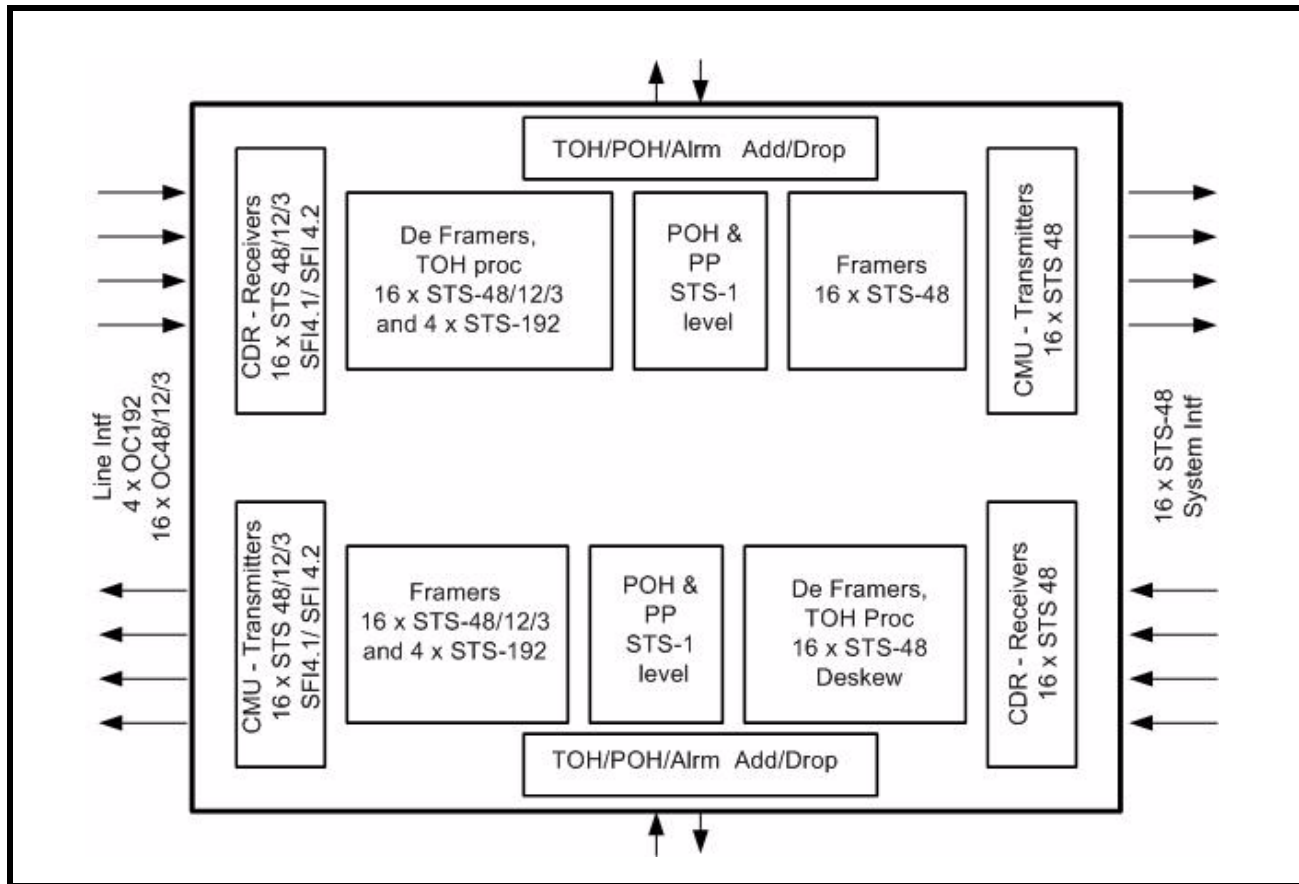 TOH/POH/Alrm Add/Drop
CDR - Receivers
16 x STS 48/12/3
SFI4.1/ SFI 4.2
De Framers,
TOH proc
16 x STS-48/12/3
and 4 x STS-192
POH &
PP
STS-1
level
Framers
16 x STS-48
CMU - Transmitters
16 x STS 48
Line Intf
4 x OC192
16 x OC48/12/3
16 x STS-48
System Intf
CMU - Transmitters
16 x STS 48/12/3
SFI4.1/ SFI 4.2
Framers
16 x STS-48/12/3
and 4 x STS-192
POH &
PP
STS-1
level
De Framers,
TOH Proc
16 x STS-48
Deskew
CDR - Receivers
16 x STS 48
TOH/POH/Alrm Add/Drop